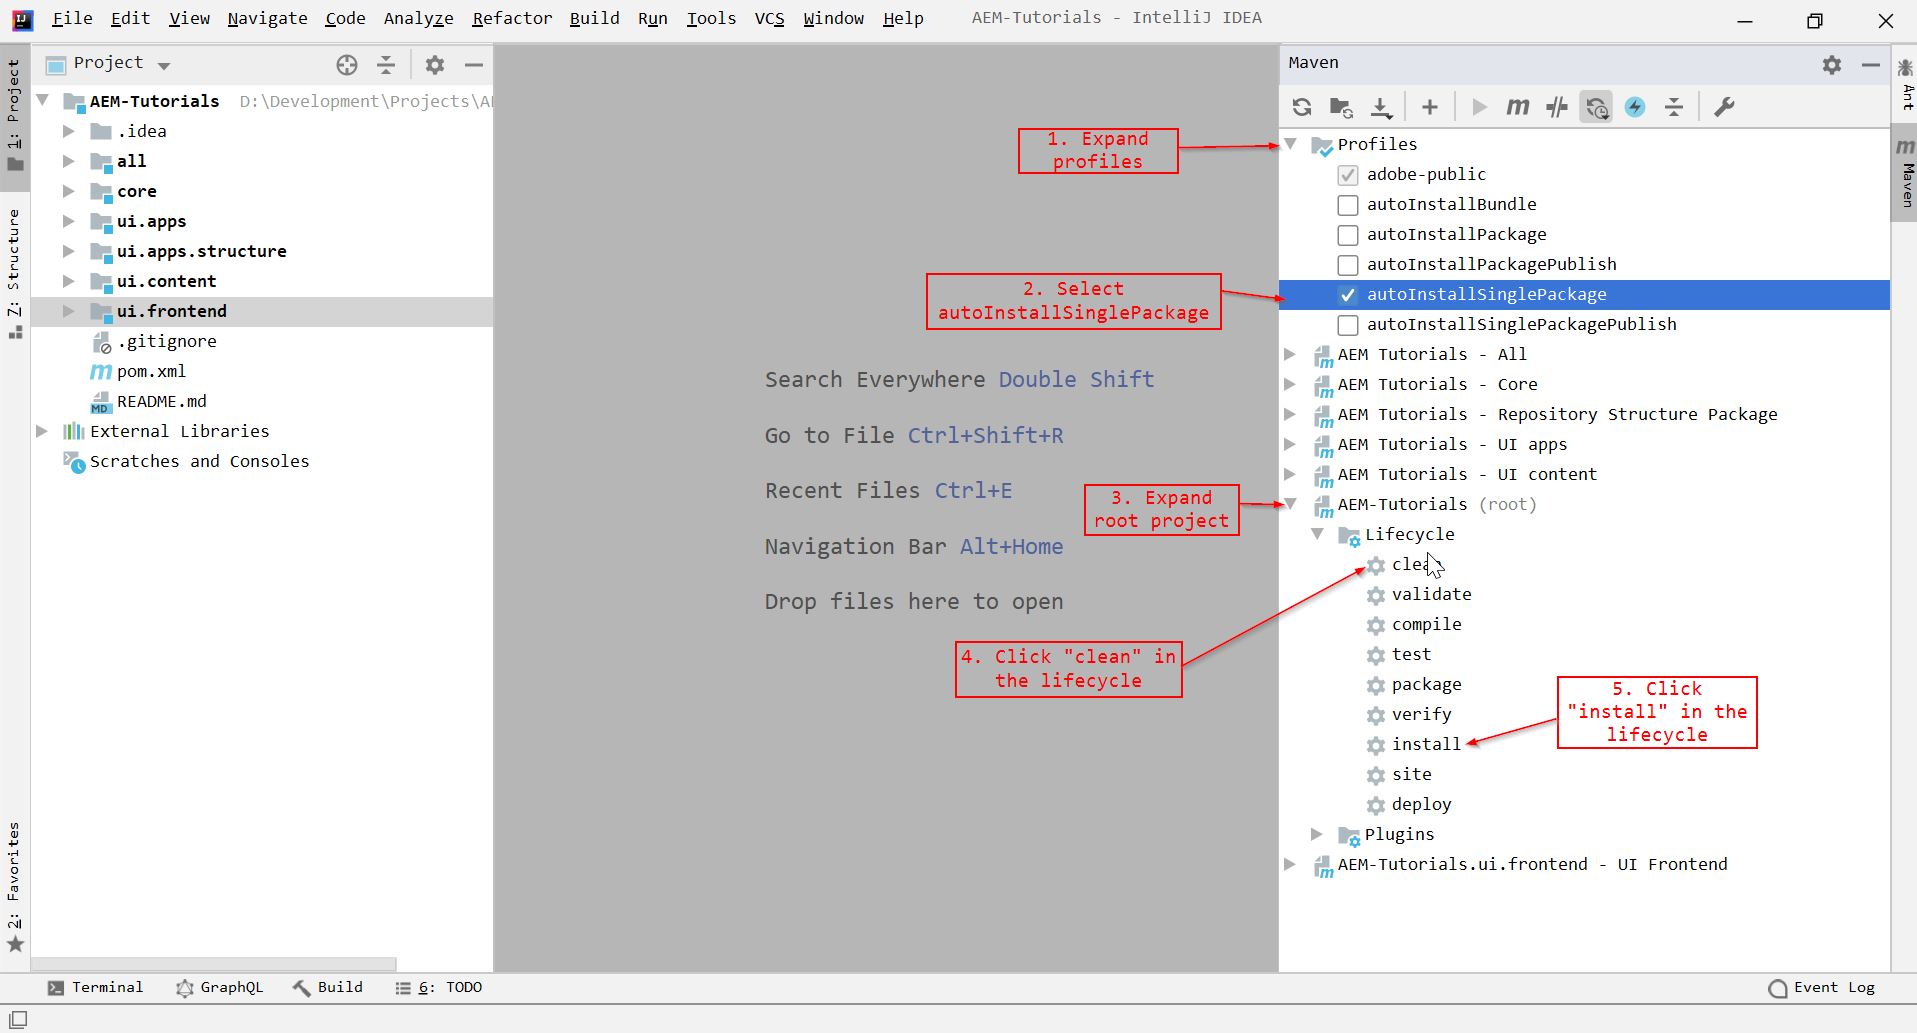 File Edit View Navigate Code Analyze Refactor Build Run Tools VCS Window Help AEM-Tutorials - IntelliJ IDEA
1: Project
7: Structure
2: Favorites
Project
AEM-Tutorials D:\Development\Projects\A
.idea
all
core
ui.apps
ui.apps.structure
ui.content
ui.frontend
.gitignore
pom.xml
README.md
External Libraries
Scratches and Consoles
Search Everywhere Double Shift
Go to File Ctrl+Shift+R
Recent Files Ctrl+E
Navigation Bar Alt+Home
Drop files here to open
1. Expand
profiles
2. Select
autoInstallSinglePackage
3. Expand
root project
4. Click "clean" in
the lifecycle
5. Click
"install" in the
lifecycle
Maven
Profiles
adobe-public
autoInstallBundle
autoInstallPackage
autoInstallPackagePublish
autoInstallSinglePackage
autoInstallSinglePackagePublish
AEM Tutorials - All
AEM Tutorials - Core
AEM Tutorials - Repository Structure Package
AEM Tutorials - UI apps
AEM Tutorials - UI content
AEM-Tutorials (root)
Lifecycle
clean
validate
compile
test
package
verify
install
site
deploy
Plugins
AEM-Tutorials.ui.frontend - UI Frontend
Ant
Maven
Terminal GraphQL Build 6: TODO Event Log